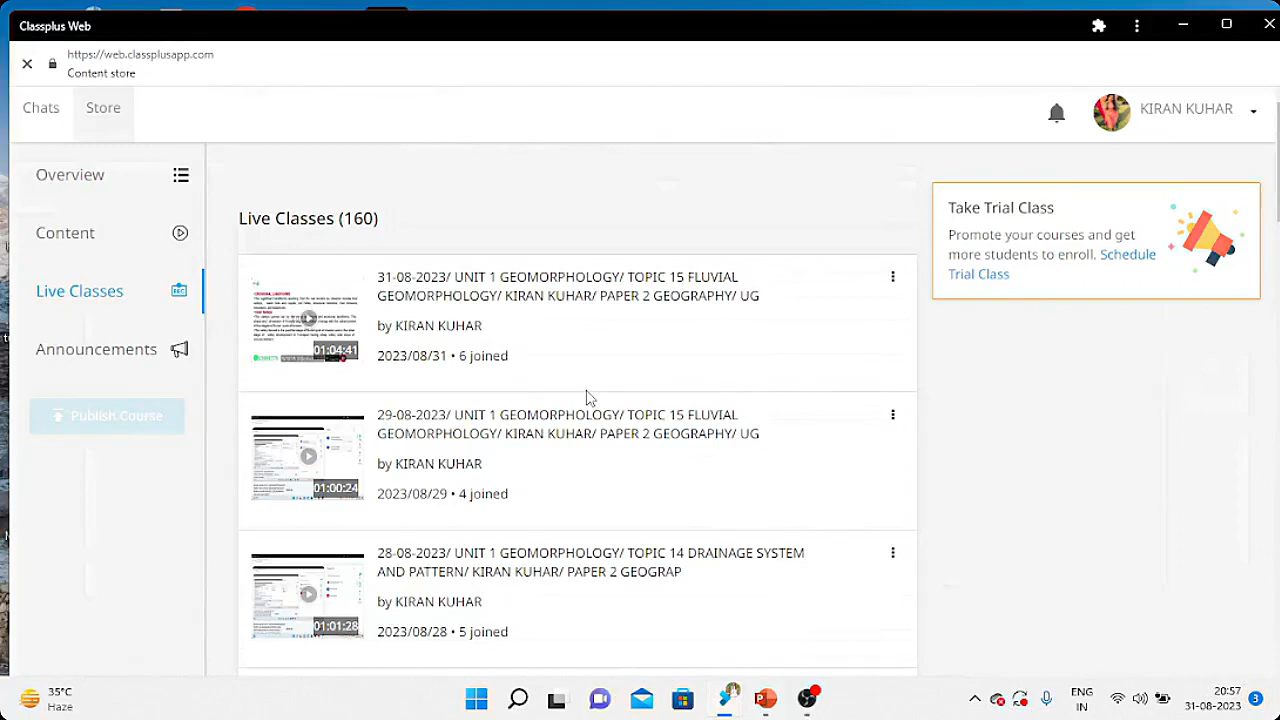 Classplus Web
https://web.classplusapp.com
Content store
Chats
Store
KIRAN KUHAR
Overview
Content
Live Classes
Announcements
Publish Course
Live Classes (160)
31-08-2023/ UNIT 1 GEOMORPHOLOGY/ TOPIC 15 FLUVIAL
GEOMORPHOLOGY/ KIRAN KUHAR/ PAPER 2 GEOGRAPHY/ UG
by KIRAN KUHAR
2023/08/31 • 6 joined
01:04:41
29-08-2023/ UNIT 1 GEOMORPHOLOGY/ TOPIC 15 FLUVIAL
GEOMORPHOLOGY/ KIRAN KUHAR/ PAPER 2 GEOGRAPHY/ UG
by KIRAN KUHAR
2023/08/29 • 4 joined
01:00:24
28-08-2023/ UNIT 1 GEOMORPHOLOGY/ TOPIC 14 DRAINAGE SYSTEM
AND PATTERN/ KIRAN KUHAR/ PAPER 2 GEOGRAP
by KIRAN KUHAR
2023/08/28 • 5 joined
01:01:28
Take Trial Class
Promote your courses and get
more students to enroll. Schedule
Trial Class
35°C
Haze
ENG
IN
20:57
31-08-2023
3